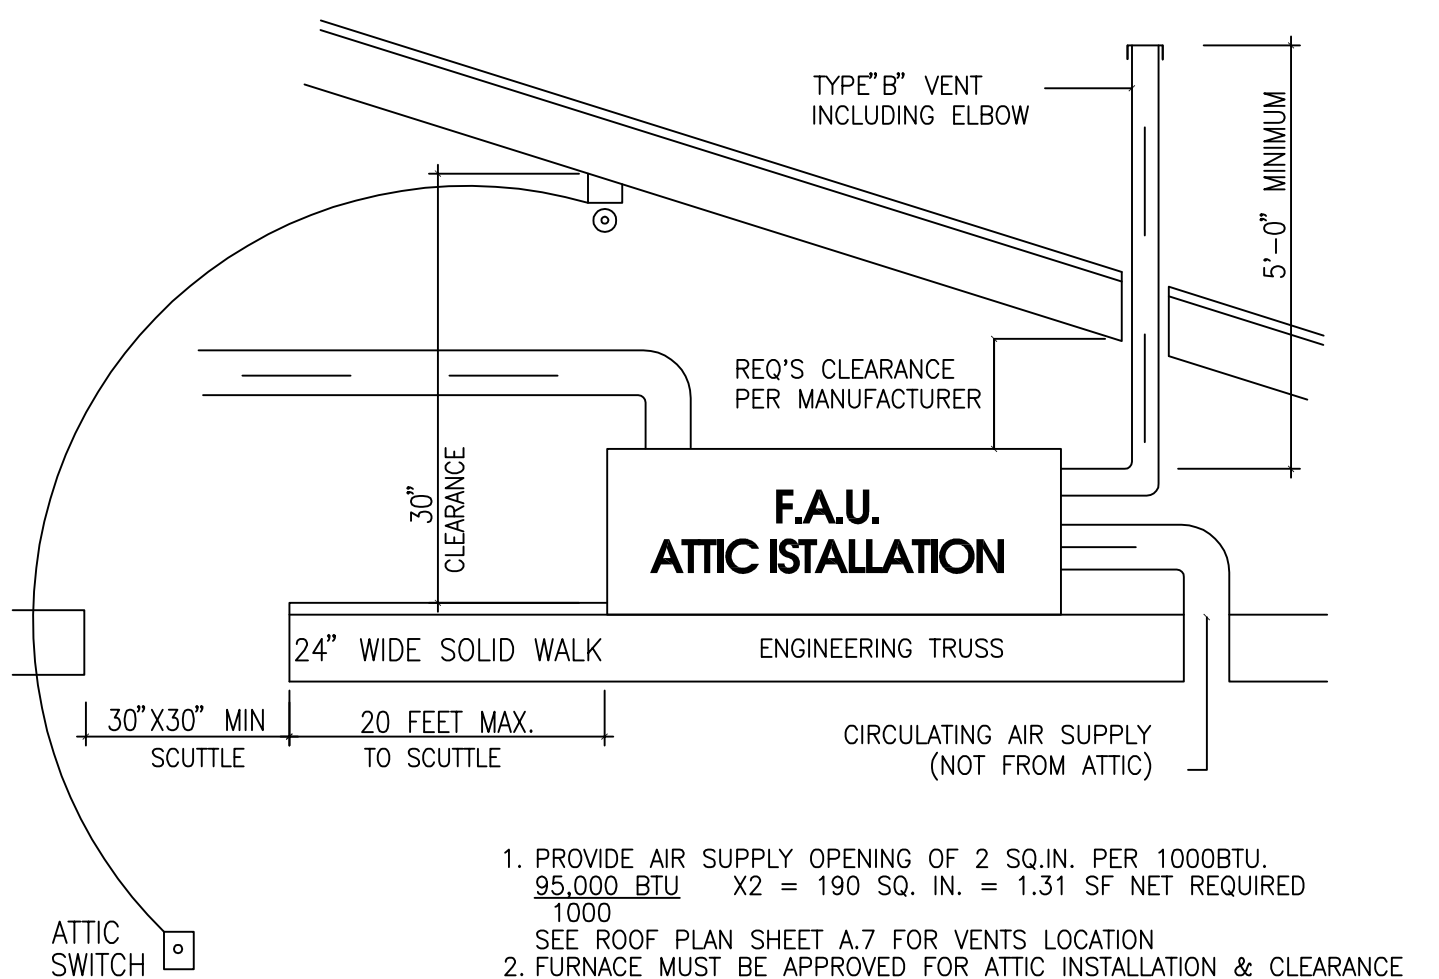 TYPE"B" VENT
INCLUDING ELBOW
5'-0" MINIMUM
REQ'S CLEARANCE
PER MANUFACTURER
30"
CLEARANCE
F.A.U.
ATTIC ISTALLATION
24" WIDE SOLID WALK
ENGINEERING TRUSS
30"X30" MIN
SCUTTLE
20 FEET MAX.
TO SCUTTLE
CIRCULATING AIR SUPPLY
(NOT FROM ATTIC)
1. PROVIDE AIR SUPPLY OPENING OF 2 SQ.IN. PER 1000BTU.
95,000 BTU X2 = 190 SQ. IN. = 1.31 SF NET REQUIRED
1000
SEE ROOF PLAN SHEET A.7 FOR VENTS LOCATION
2. FURNACE MUST BE APPROVED FOR ATTIC INSTALLATION & CLEARANCE
ATTIC
SWITCH